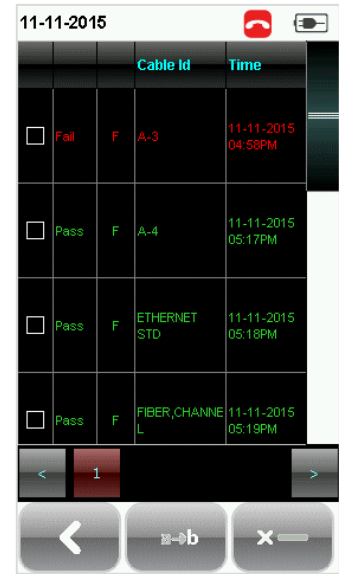 11-11-2015
Cable Id Time
Fail F A-3 11-11-2015
04:58PM
Pass F A-4 11-11-2015
05:17PM
Pass F ETHERNET STD 11-11-2015
05:18PM
Pass F FIBER,CHANNE
L 11-11-2015
05:19PM
< 1 >
b
x